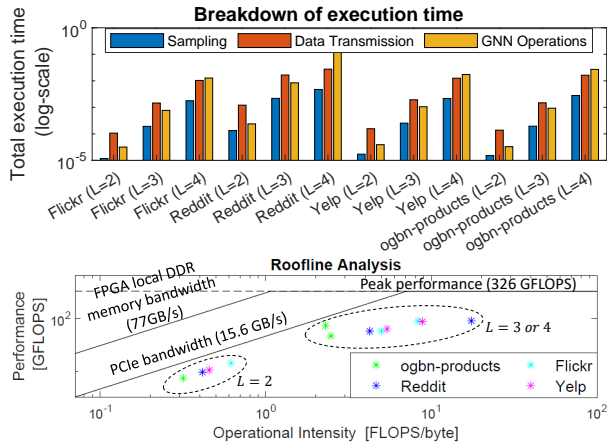 Breakdown of execution time
Total execution time
(log-scale)
10^0
10^-5
Sampling
Data Transmission
GNN Operations
Flickr (L=2)
Flickr (L=3)
Flickr (L=4)
Reddit (L=2)
Reddit (L=3)
Reddit (L=4)
Yelp (L=2)
Yelp (L=3)
Yelp (L=4)
ogbn-products (L=2)
ogbn-products (L=3)
ogbn-products (L=4)
Roofline Analysis
Performance
[GFLOPS]
10^2
FPGA local DDR
memory bandwidth
(77GB/s)
PCIe bandwidth (15.6 GB/s)
Peak performance (326 GFLOPS)
L = 3 or 4
L = 2
ogbn-products
Reddit
Flickr
Yelp
10^-1
10^0
10^1
10^2
Operational Intensity [FLOPS/byte]